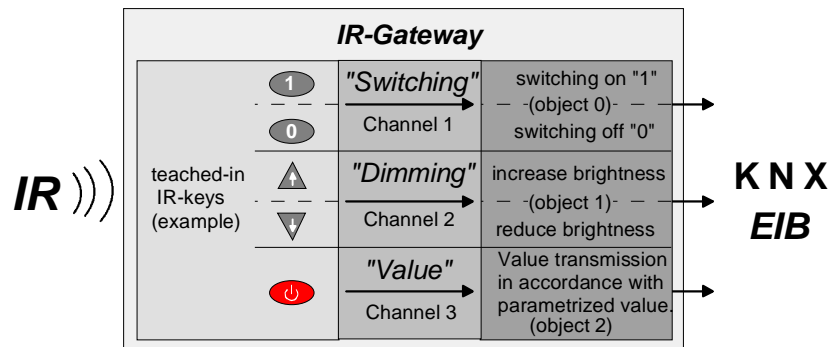 IR-Gateway
IR
teached-in
IR-keys
(example)
1
0
"Switching"
Channel 1
switching on "1"
(object 0)
switching off "0"
"Dimming"
Channel 2
increase brightness
(object 1)
reduce brightness
"Value"
Channel 3
Value transmission
in accordance with
parametrized value.
(object 2)
KNX
EIB